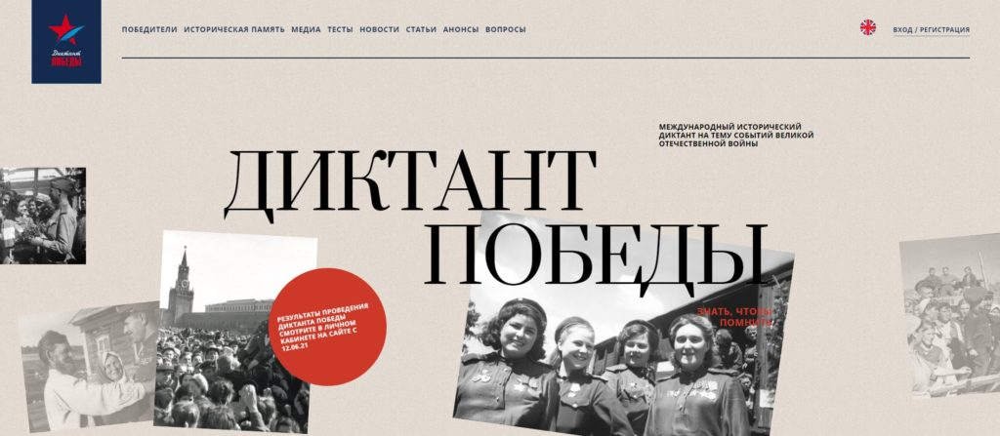 Диктант
ПОБЕДЫ
ПОБЕДИТЕЛИ ИСТОРИЧЕСКАЯ ПАМЯТЬ МЕДИА ТЕСТЫ НОВОСТИ СТАТЬИ АНОНСЫ ВОПРОСЫ
ВХОД / РЕГИСТРАЦИЯ
МЕЖДУНАРОДНЫЙ ИСТОРИЧЕСКИЙ
ДИКТАНТ НА ТЕМУ СОБЫТИЙ ВЕЛИКОЙ
ОТЕЧЕСТВЕННОЙ ВОЙНЫ
ДИКТАНТ
ПОБЕДЫ
ЗНАТЬ, ЧТОБЫ
ПОМНИТЬ
РЕЗУЛЬТАТЫ ПРОВЕДЕНИЯ
ДИКТАНТА ПОБЕДЫ
СМОТРИТЕ В ЛИЧНОМ
КАБИНЕТЕ НА САЙТЕ С
12.06.21